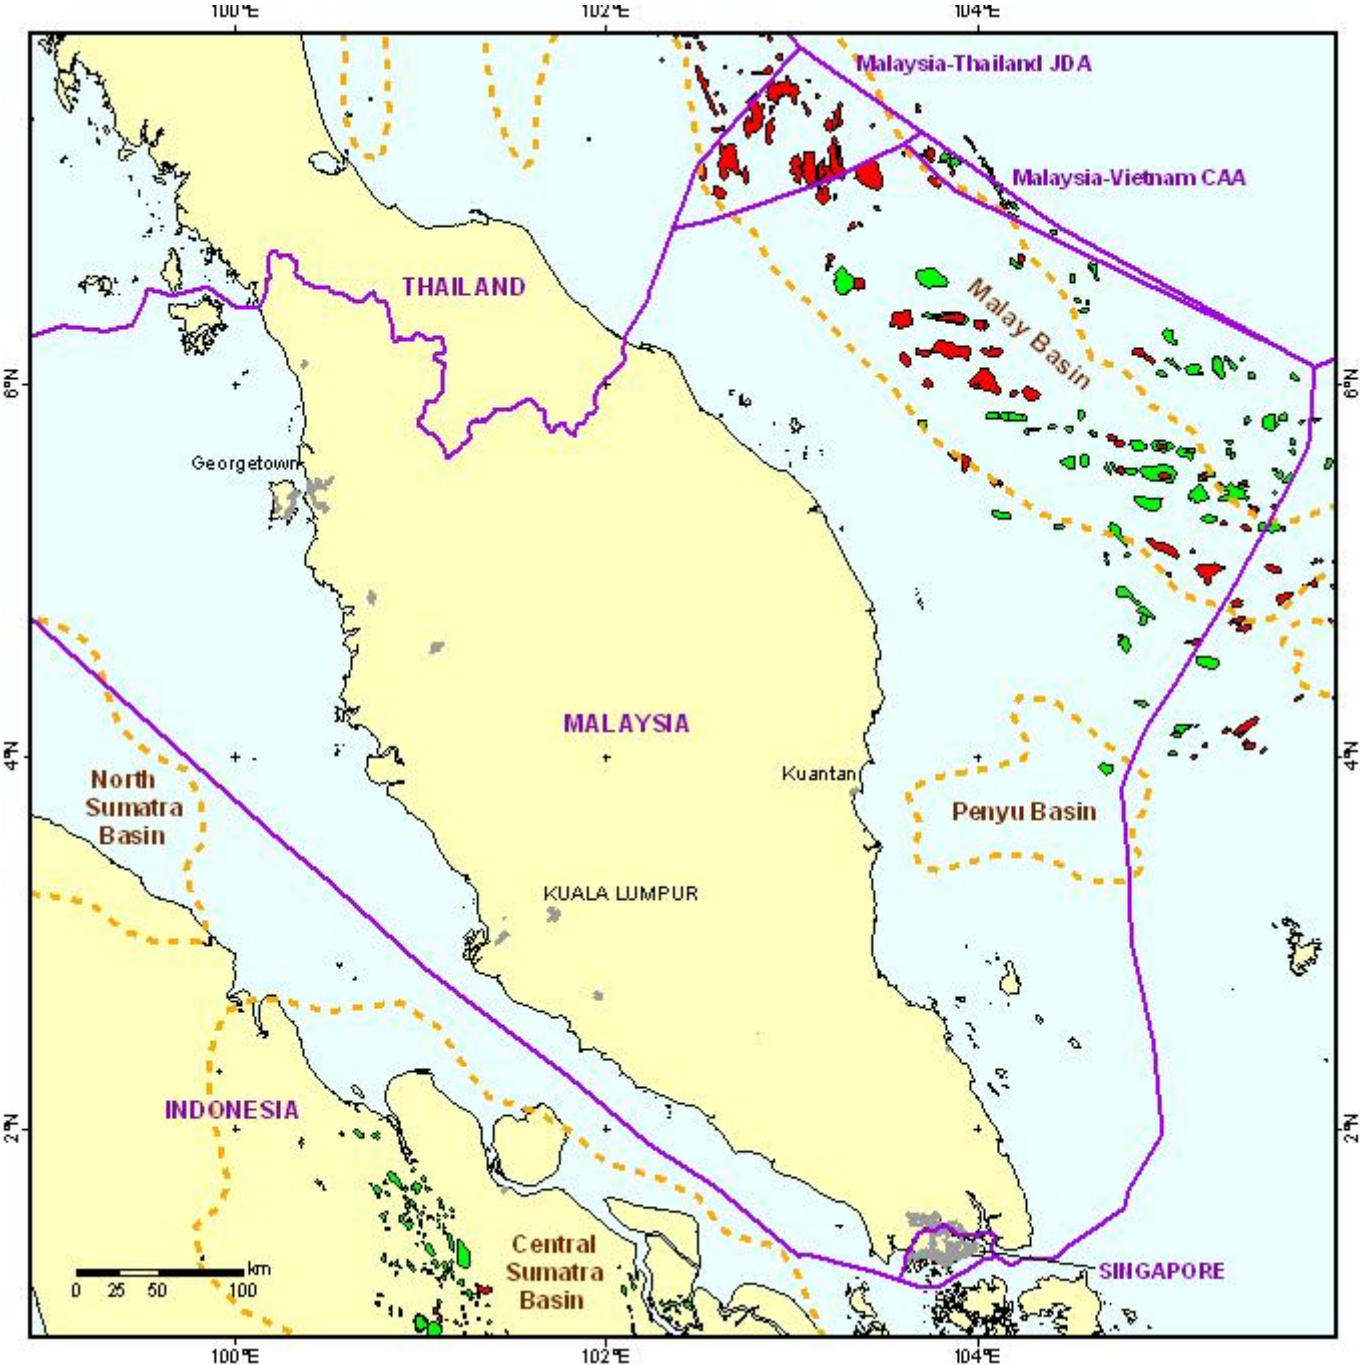 100°E 102°E 104°E
Malaysia-Thailand JDA
Malaysia-Vietnam CAA
THAILAND
Malay Basin
6°N 6°N
Georgetown
MALAYSIA
4°N 4°N
Kuantan
North
Sumatra
Basin
Penyu Basin
KUALA LUMPUR
INDONESIA
2°N 2°N
Central
Sumatra
Basin
SINGAPORE
km
0 25 50 100
100°E 102°E 104°E